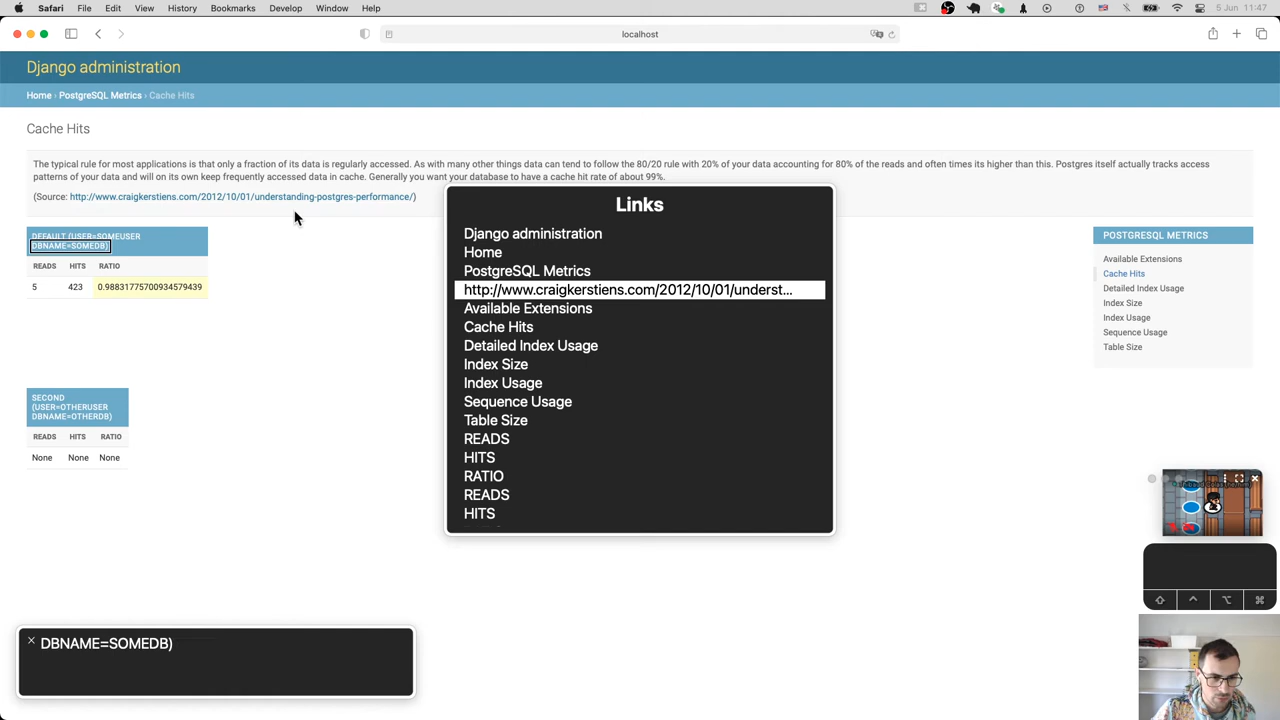 Safari File Edit View History Bookmarks Develop Window Help
5 Jun 11:47
localhost
Django administration
Home › PostgreSQL Metrics › Cache Hits
Cache Hits
The typical rule for most applications is that only a fraction of its data is regularly accessed. As with many other things data can tend to follow the 80/20 rule with 20% of your data accounting for 80% of the reads and often times its higher than this. Postgres itself actually tracks access
patterns of your data and will on its own keep frequently accessed data in cache. Generally you want your database to have a cache hit rate of about 99%.
(Source: http://www.craigkerstiens.com/2012/10/01/understanding-postgres-performance/)
DEFAULT (USER=SOMEUSER
DBNAME=SOMEDB)
READS HITS RATIO
5 423 0.98831775700934579439
SECOND
(USER=OTHERUSER
DBNAME=OTHERDB)
READS HITS RATIO
None None None
Links
Django administration
Home
PostgreSQL Metrics
http://www.craigkerstiens.com/2012/10/01/underst...
Available Extensions
Cache Hits
Detailed Index Usage
Index Size
Index Usage
Sequence Usage
Table Size
READS
HITS
RATIO
READS
HITS
POSTGRESQL METRICS
Available Extensions
Cache Hits
Detailed Index Usage
Index Size
Index Usage
Sequence Usage
Table Size
DBNAME=SOMEDB)